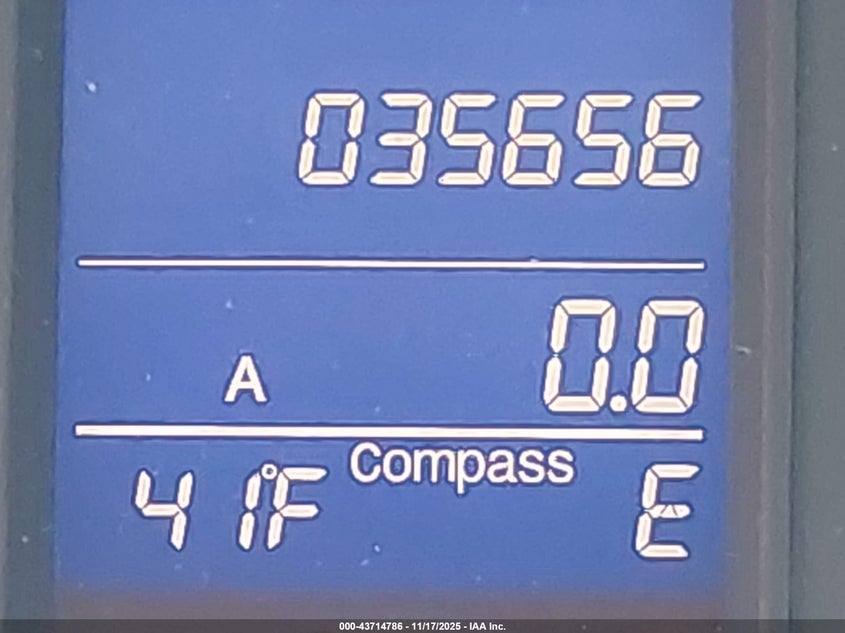 035656
A 0.0
41°F Compass E
000-43714786 - 11/17/2025 - IAA Inc.